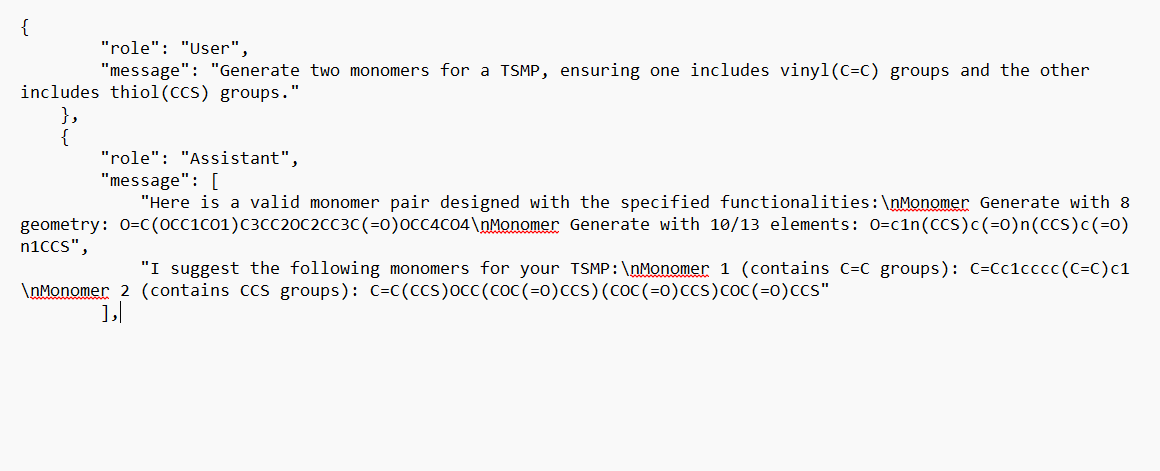 {
"role": "User",
"message": "Generate two monomers for a TSMP, ensuring one includes vinyl(C=C) groups and the other
includes thiol(CCS) groups."
},
{
"role": "Assistant",
"message": [
"Here is a valid monomer pair designed with the specified functionalities:\nMonomer Generate with 8
geometry: O=C(OCC1CO1)C3CC2OC2CC3C(=O)OCC4CO4\nMonomer Generate with 10/13 elements: O=c1n(CCS)c(=O)n(CCS)c(=O)
n1CCS",
"I suggest the following monomers for your TSMP:\nMonomer 1 (contains C=C groups): C=Cc1cccc(C=C)c1
\nMonomer 2 (contains CCS groups): C=C(CCS)OCC(COC(=O)CCS)(COC(=O)CCS)COC(=O)CCS"
],